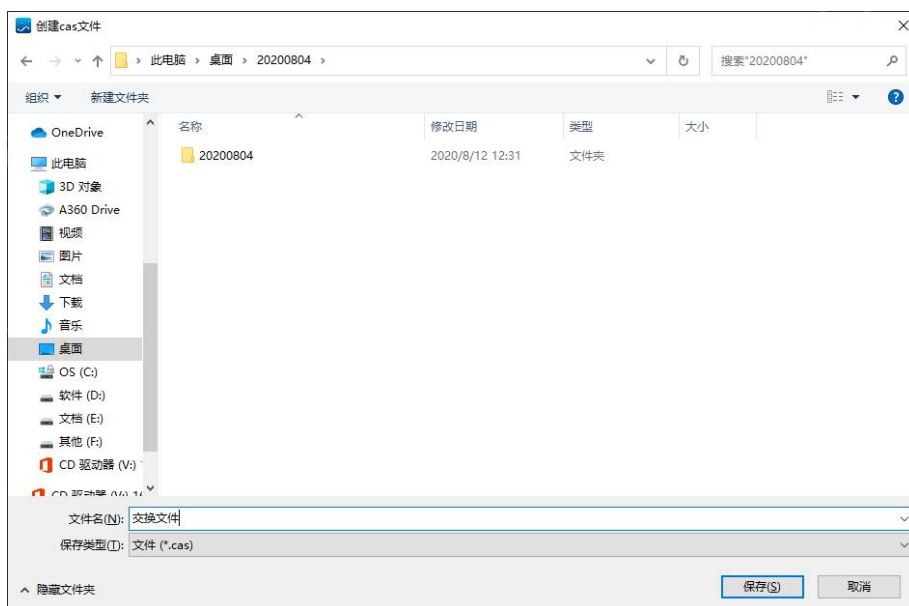 创建cas文件
此电脑 › 桌面 › 20200804 ›
搜索"20200804"
组织 新建文件夹
名称 修改日期 类型 大小
20200804 2020/8/12 12:31 文件夹
OneDrive
此电脑
3D 对象
A360 Drive
视频
图片
文档
下载
音乐
桌面
OS (C:)
软件 (D:)
文档 (E:)
其他 (F:)
CD 驱动器 (V:)
文件名(N): 交换文件
保存类型(T): 文件 (*.cas)
隐藏文件夹 保存(S) 取消